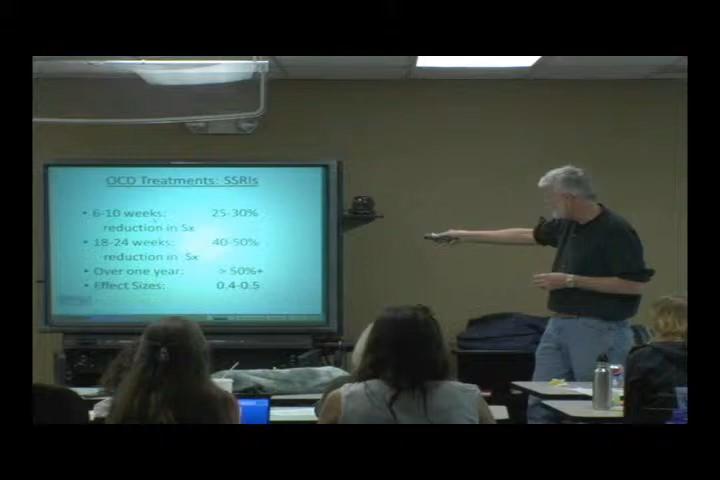 OCD Treatments: SSRIs
• 6-10 weeks: 25-30%
reduction in Sx
• 18-24 weeks: 40-50%
reduction in Sx
• Over one year: > 50%+
• Effect Sizes: 0.4-0.5